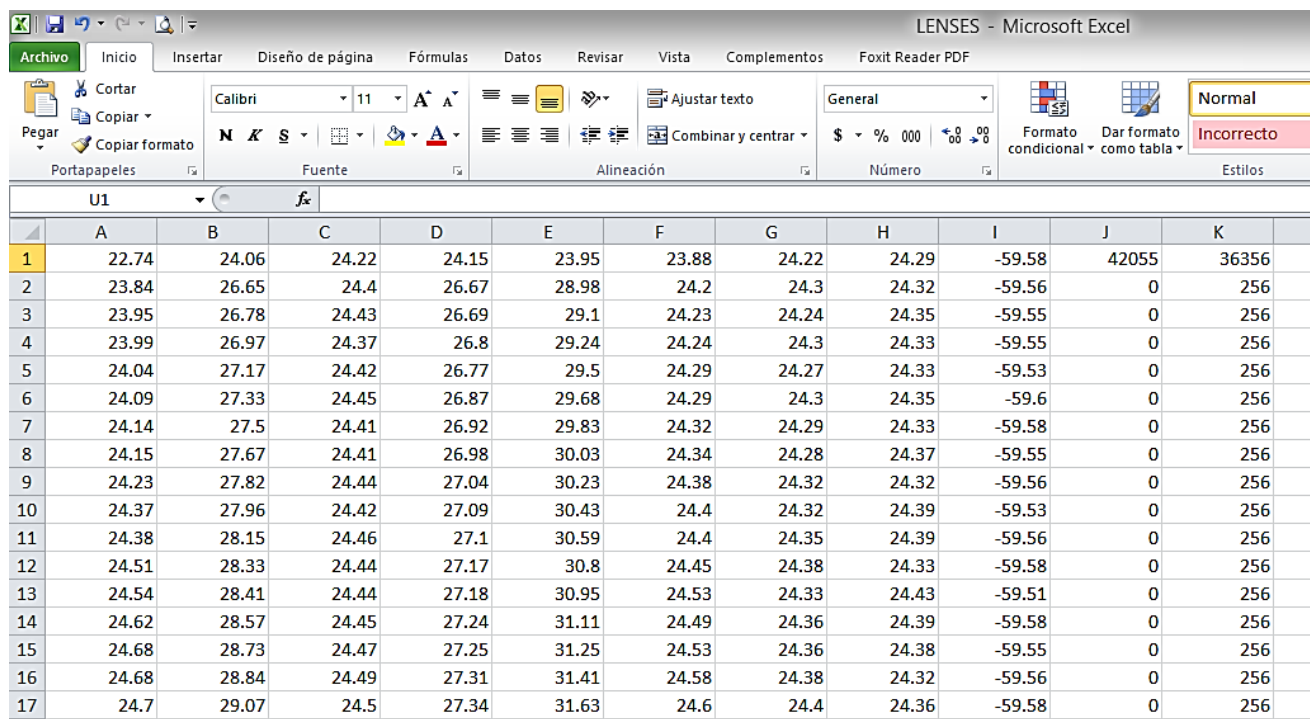 LENSES - Microsoft Excel
Archivo Inicio Insertar Diseño de página Fórmulas Datos Revisar Vista Complementos Foxit Reader PDF
Pegar
Cortar
Copiar
Copiar formato
Portapapeles
Calibri 11 A A
N K S A
Fuente
Ajustar texto
Combinar y centrar
Alineación
General
$ % 000 ,0 ,00 ,00 ,0
Número
Formato condicional
Dar formato como tabla
Normal
Incorrecto
Estilos
U1 fx
A B C D E F G H I J K
1 22.74 24.06 24.22 24.15 23.95 23.88 24.22 24.29 -59.58 42055 36356
2 23.84 26.65 24.4 26.67 28.98 24.2 24.3 24.32 -59.56 0 256
3 23.95 26.78 24.43 26.69 29.1 24.23 24.24 24.35 -59.55 0 256
4 23.99 26.97 24.37 26.8 29.24 24.24 24.3 24.33 -59.55 0 256
5 24.04 27.17 24.42 26.77 29.5 24.29 24.27 24.33 -59.53 0 256
6 24.09 27.33 24.45 26.87 29.68 24.29 24.3 24.35 -59.6 0 256
7 24.14 27.5 24.41 26.92 29.83 24.32 24.29 24.33 -59.58 0 256
8 24.15 27.67 24.41 26.98 30.03 24.34 24.28 24.37 -59.55 0 256
9 24.23 27.82 24.44 27.04 30.23 24.38 24.32 24.32 -59.56 0 256
10 24.37 27.96 24.42 27.09 30.43 24.4 24.32 24.39 -59.53 0 256
11 24.38 28.15 24.46 27.1 30.59 24.4 24.35 24.39 -59.56 0 256
12 24.51 28.33 24.44 27.17 30.8 24.45 24.38 24.33 -59.58 0 256
13 24.54 28.41 24.44 27.18 30.95 24.53 24.33 24.43 -59.51 0 256
14 24.62 28.57 24.45 27.24 31.11 24.49 24.36 24.39 -59.58 0 256
15 24.68 28.73 24.47 27.25 31.25 24.53 24.36 24.38 -59.55 0 256
16 24.68 28.84 24.49 27.31 31.41 24.58 24.38 24.32 -59.56 0 256
17 24.7 29.07 24.5 27.34 31.63 24.6 24.4 24.36 -59.58 0 256